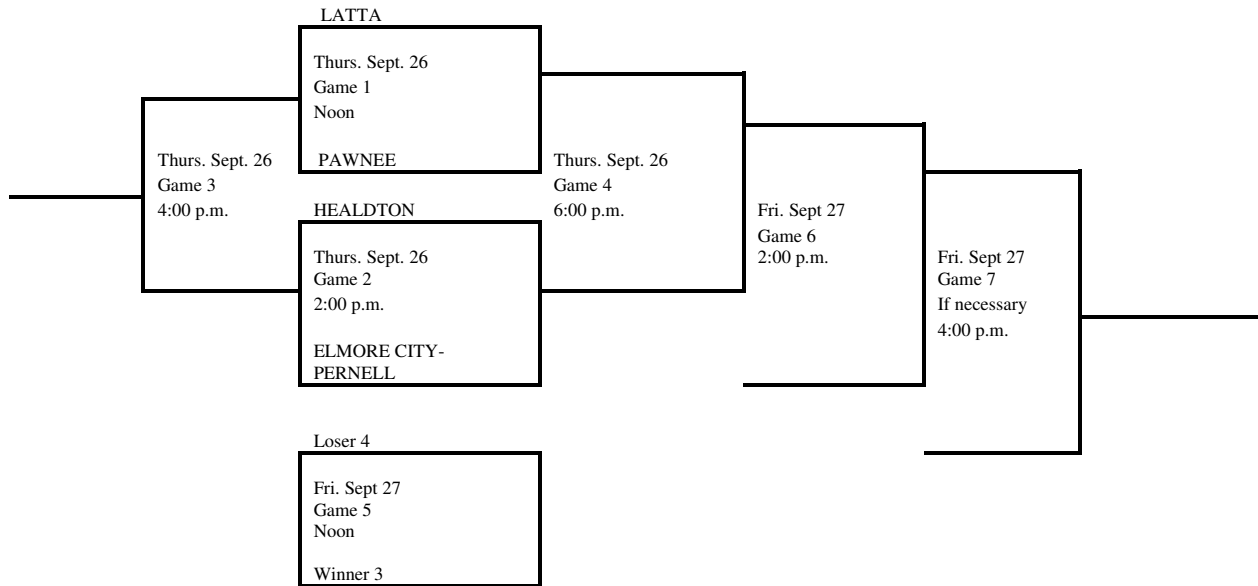 LATTA
Thurs. Sept. 26
Game 1
Noon
PAWNEE
Thurs. Sept. 26
Game 3
4:00 p.m.
Thurs. Sept. 26
Game 4
6:00 p.m.
HEALDTON
Thurs. Sept. 26
Game 2
2:00 p.m.
ELMORE CITY-
PERNELL
Fri. Sept 27
Game 6
2:00 p.m.
Fri. Sept 27
Game 7
If necessary
4:00 p.m.
Loser 4
Fri. Sept 27
Game 5
Noon
Winner 3